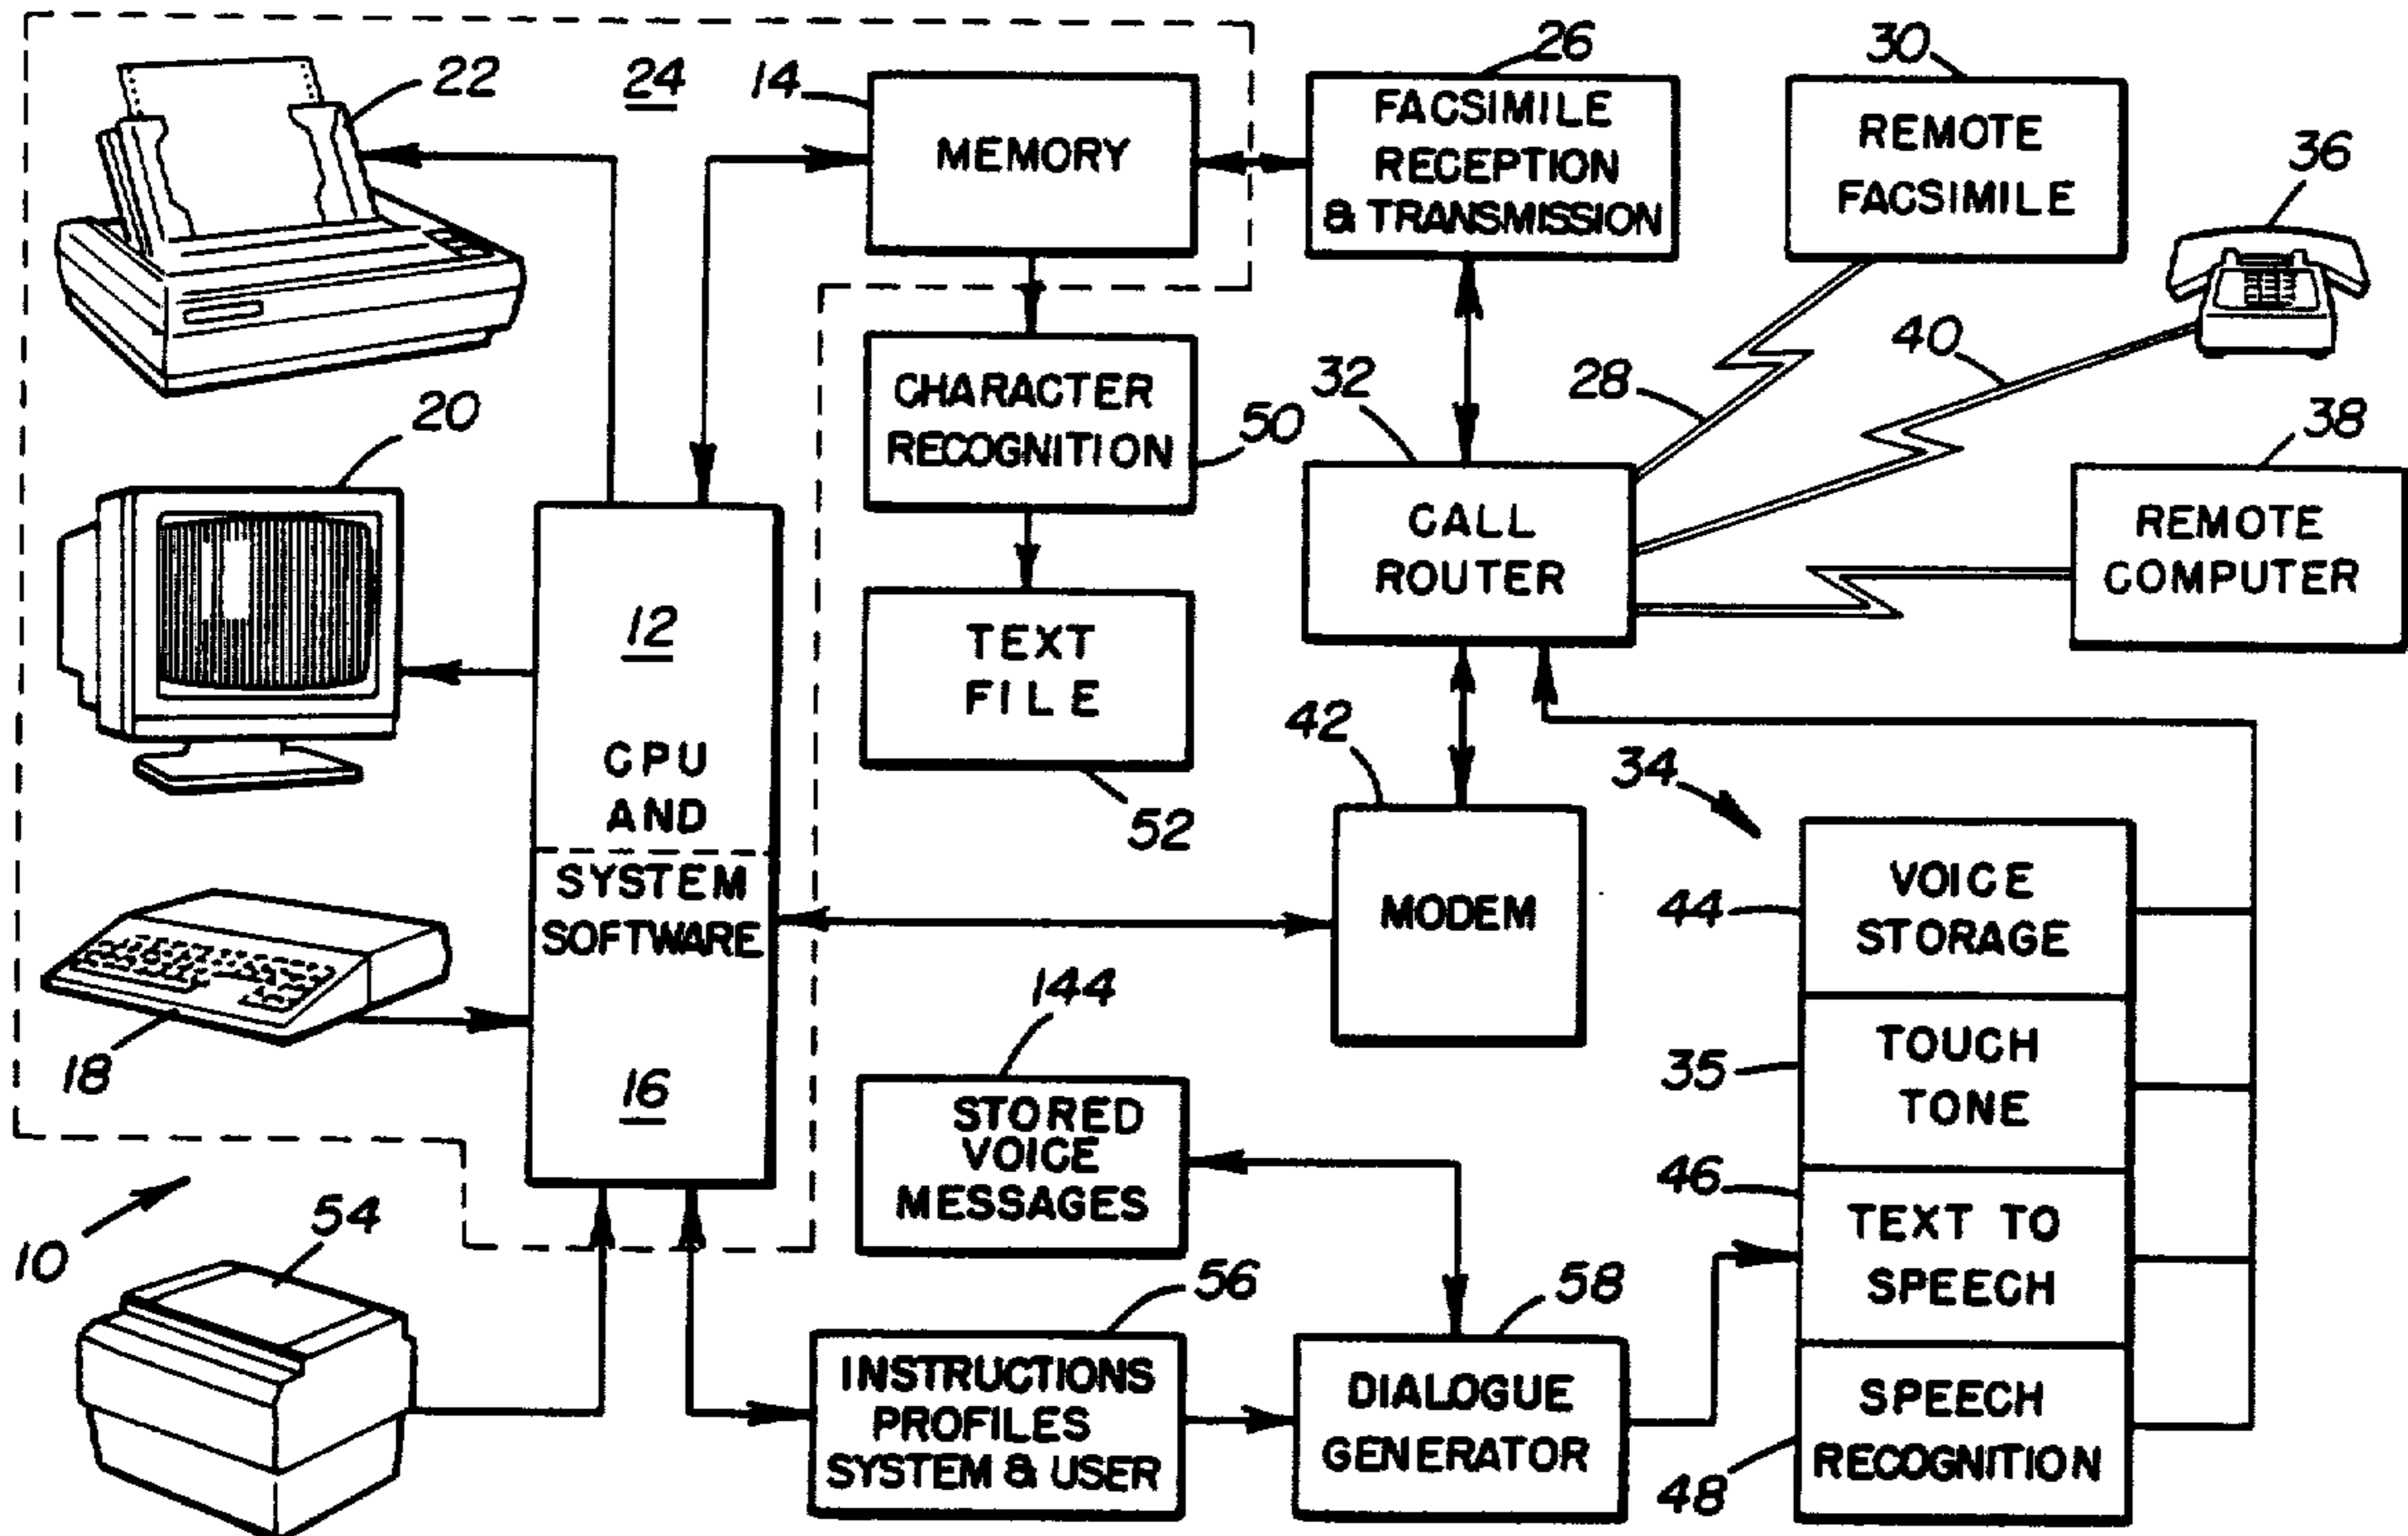 22
24
14
MEMORY
26
FACSIMILE
RECEPTION
& TRANSMISSION
30
REMOTE
FACSIMILE
36
20
CHARACTER
RECOGNITION
50
32
28
40
38
CALL
ROUTER
REMOTE
COMPUTER
12
CPU
AND
SYSTEM
SOFTWARE
16
TEXT
FILE
52
42
MODEM
34
44
VOICE
STORAGE
35
TOUCH
TONE
46
TEXT TO
SPEECH
48
SPEECH
RECOGNITION
18
144
STORED
VOICE
MESSAGES
10
54
56
INSTRUCTIONS
PROFILES
SYSTEM & USER
58
DIALOGUE
GENERATOR